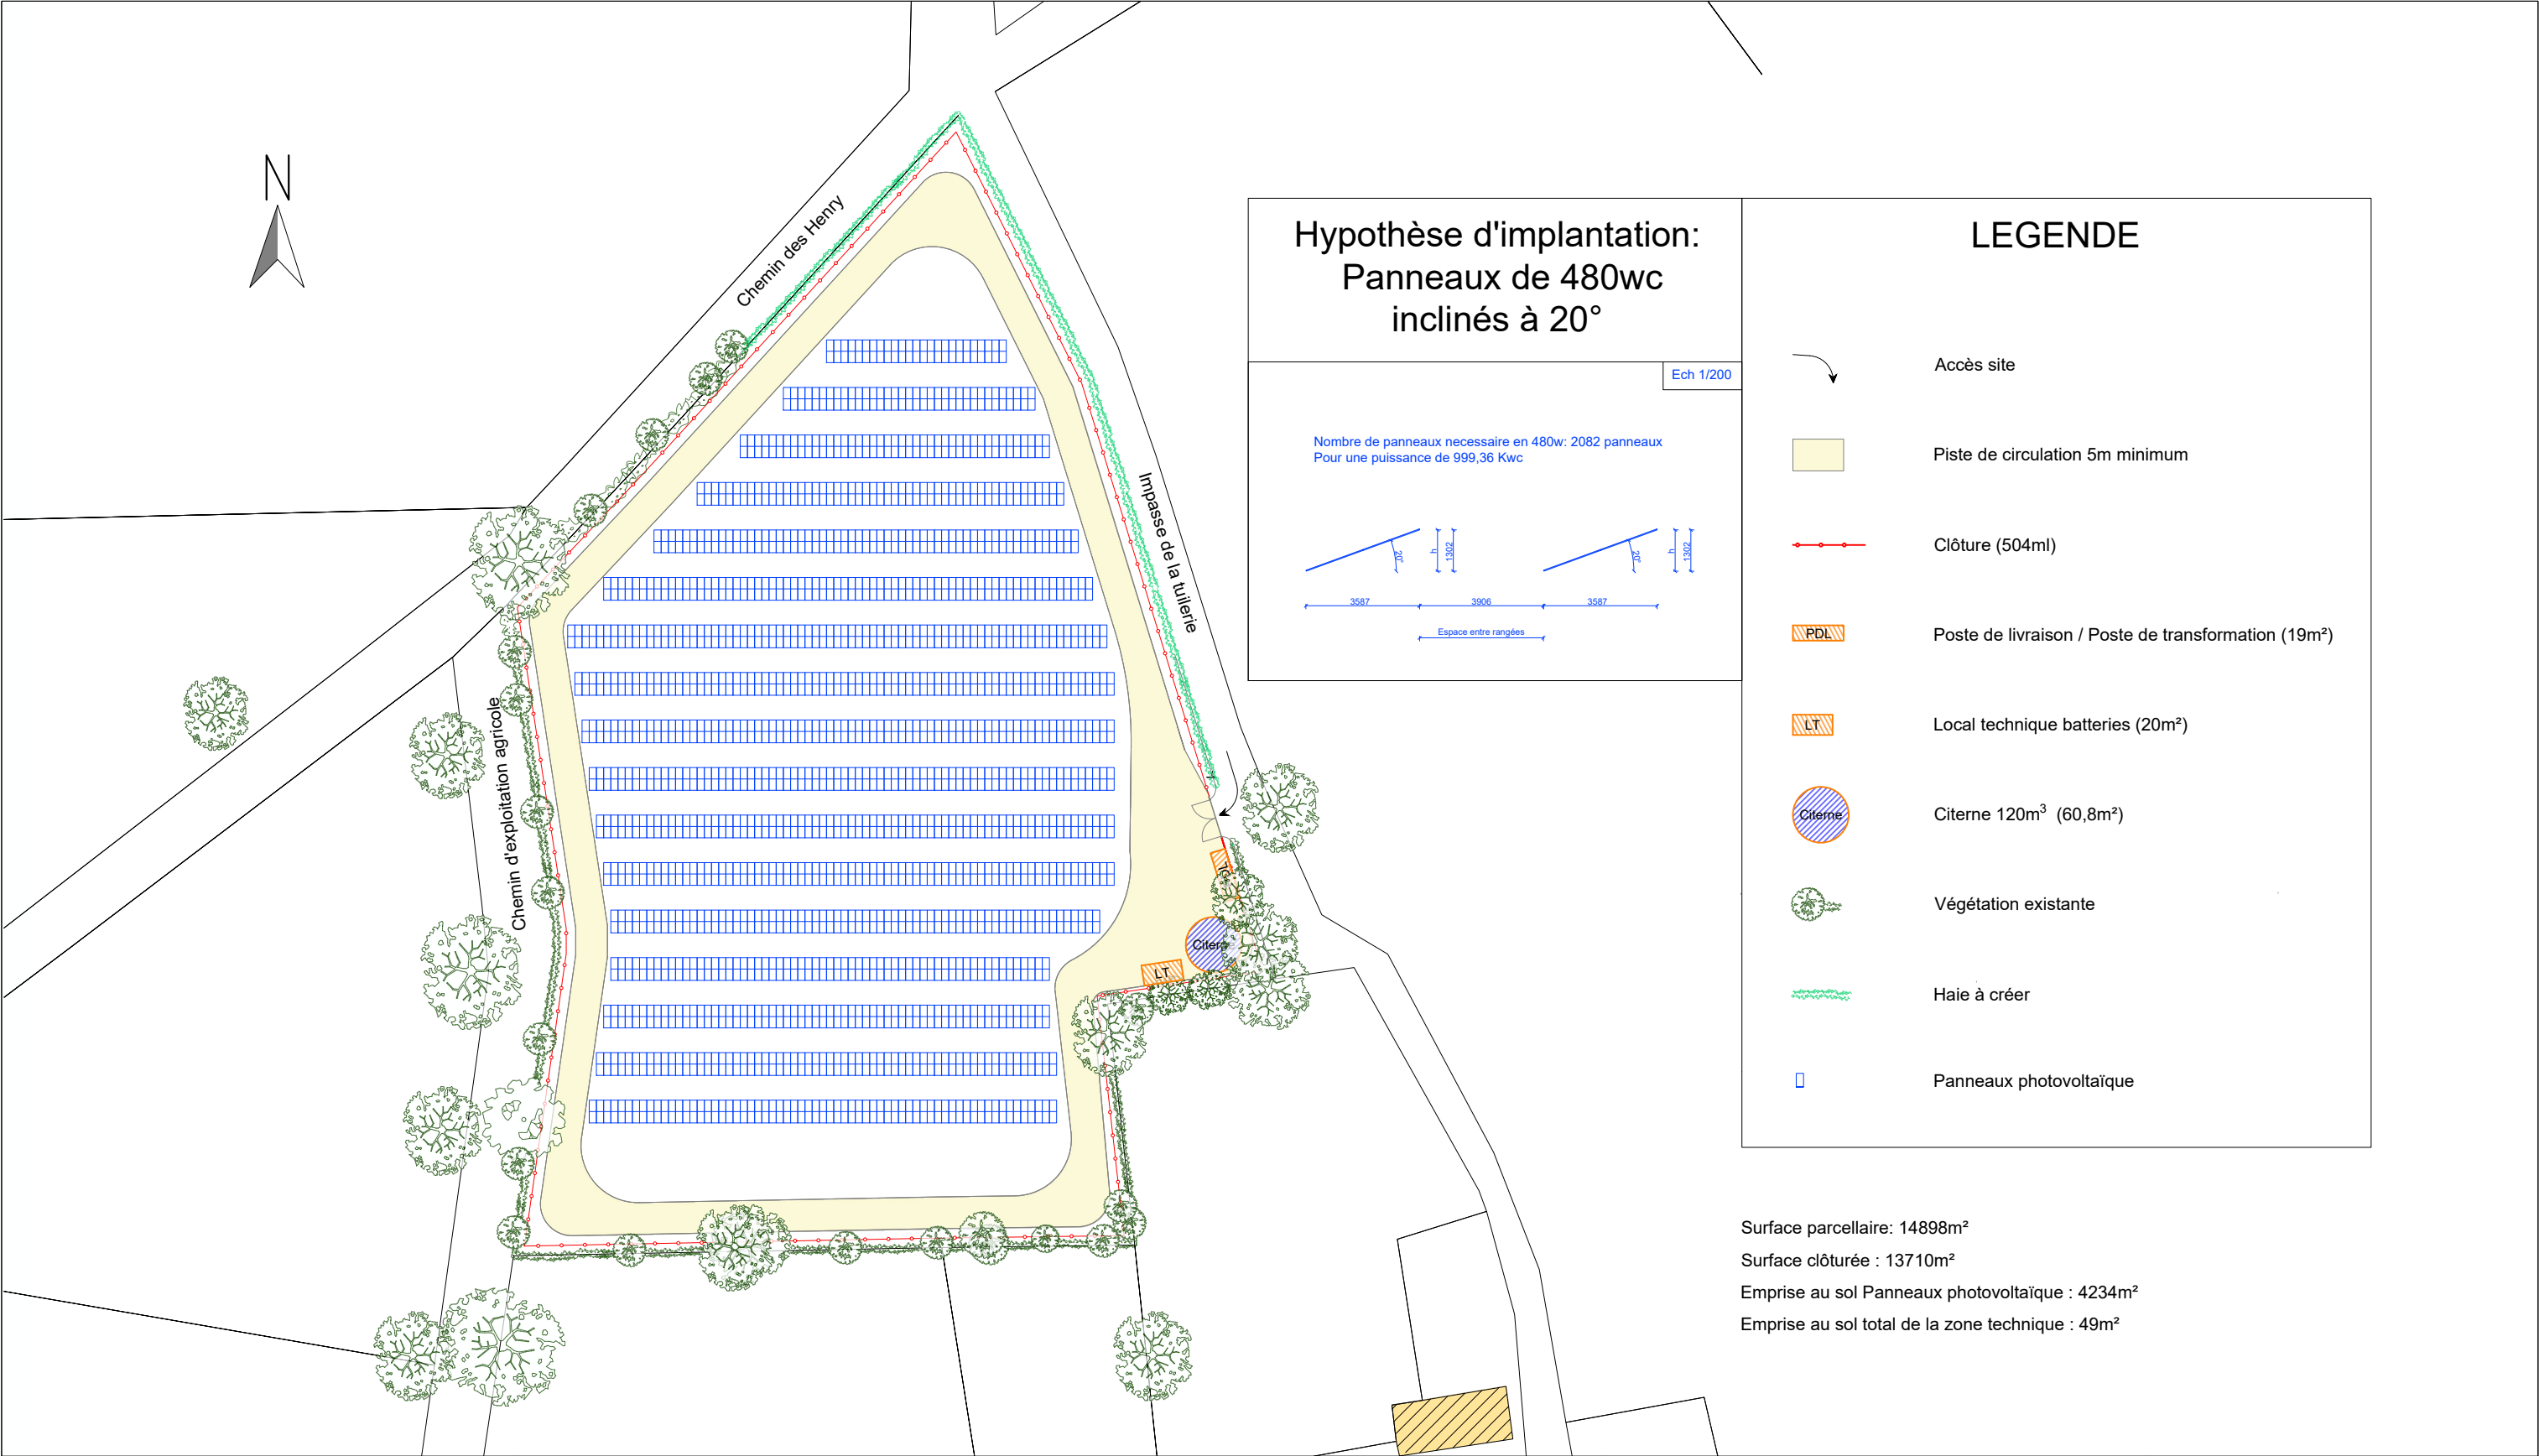 N
Chemin des Henry
Impasse de la tuilerie
Chemin d'exploitation agricole
LT
Hypothèse d'implantation:
Panneaux de 480wc
inclinés à 20°
Ech 1/200
Nombre de panneaux necessaire en 480w: 2082 panneaux
Pour une puissance de 999,36 Kwc
20°
h
1302
20°
h
1302
3587
3906
3587
Espace entre rangées
LEGENDE
Accès site
Piste de circulation 5m minimum
Clôture (504ml)
PDL
Poste de livraison / Poste de transformation (19m²)
LT
Local technique batteries (20m²)
Citerne
Citerne 120m³ (60,8m²)
Végétation existante
Haie à créer
Panneaux photovoltaïque
Surface parcellaire: 14898m²
Surface clôturée : 13710m²
Emprise au sol Panneaux photovoltaïque : 4234m²
Emprise au sol total de la zone technique : 49m²